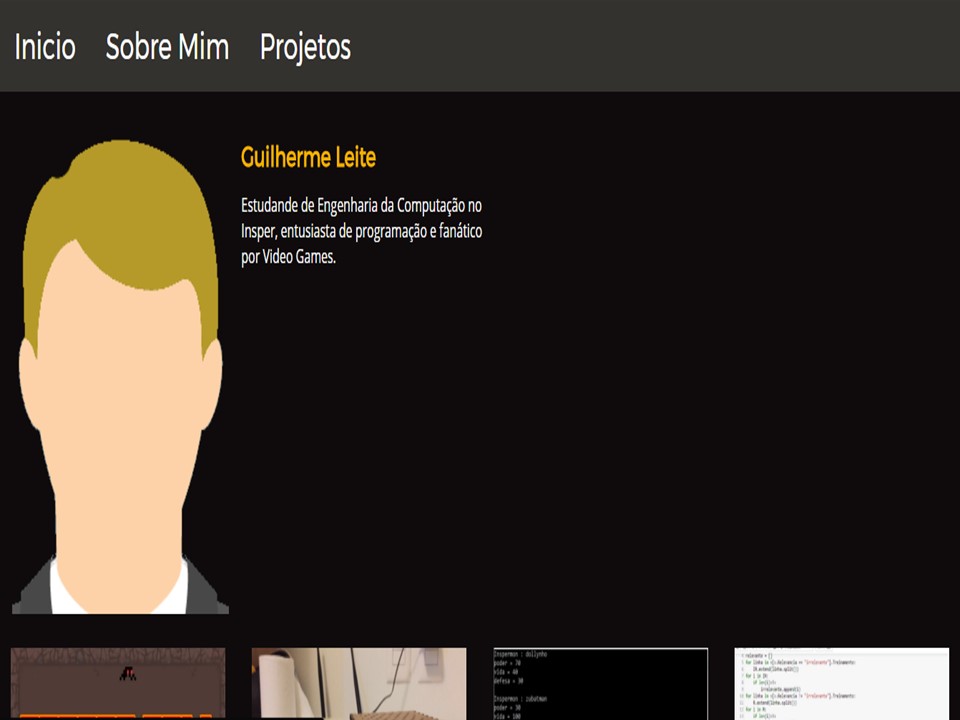 Inicio Sobre Mim Projetos
Guilherme Leite
Estudande de Engenharia da Computação no
Insper, entusiasta de programação e fanático
por Video Games.
Inspermon : dollynho
poder = 70
vida = 40
defesa = 30
Inspermon : zubatman
poder = 30
vida = 100